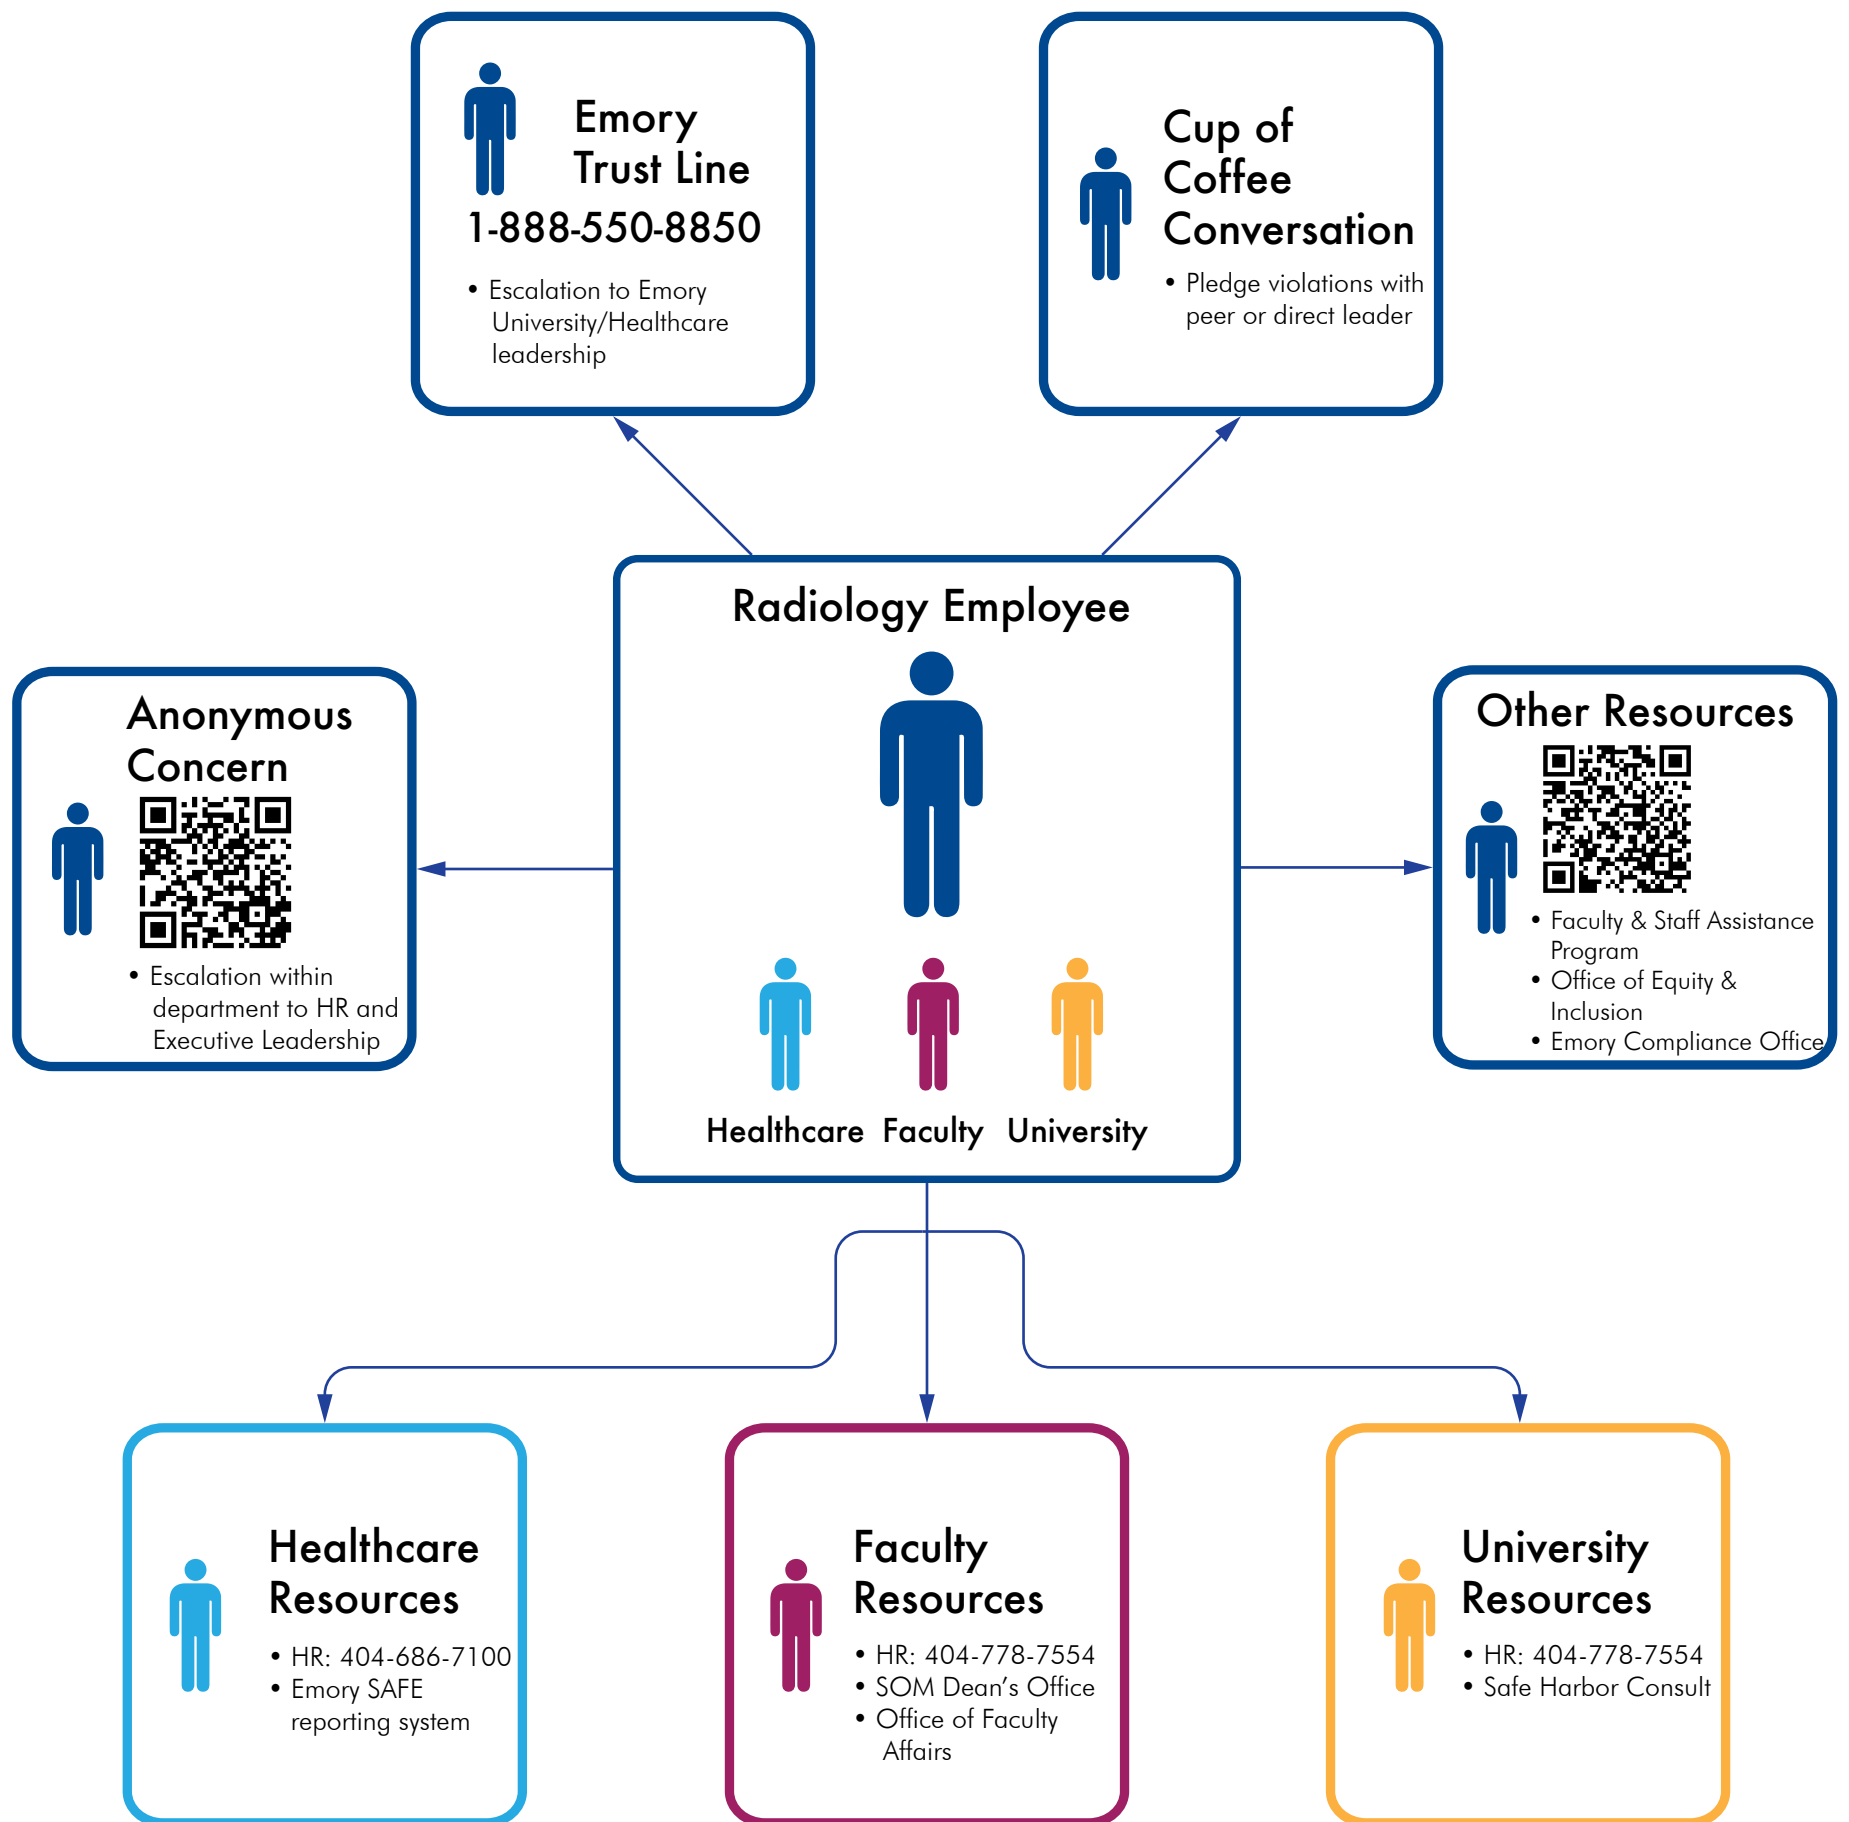 Emory
Trust Line
1-888-550-8850
• Escalation to Emory
University/Healthcare
leadership
Cup of
Coffee
Conversation
• Pledge violations with
peer or direct leader
Radiology Employee
Healthcare Faculty University
Anonymous
Concern
• Escalation within
department to HR and
Executive Leadership
Other Resources
• Faculty & Staff Assistance
Program
• Office of Equity &
Inclusion
• Emory Compliance Office
Healthcare
Resources
• HR: 404-686-7100
• Emory SAFE
reporting system
Faculty
Resources
• HR: 404-778-7554
• SOM Dean’s Office
• Office of Faculty
Affairs
University
Resources
• HR: 404-778-7554
• Safe Harbor Consult